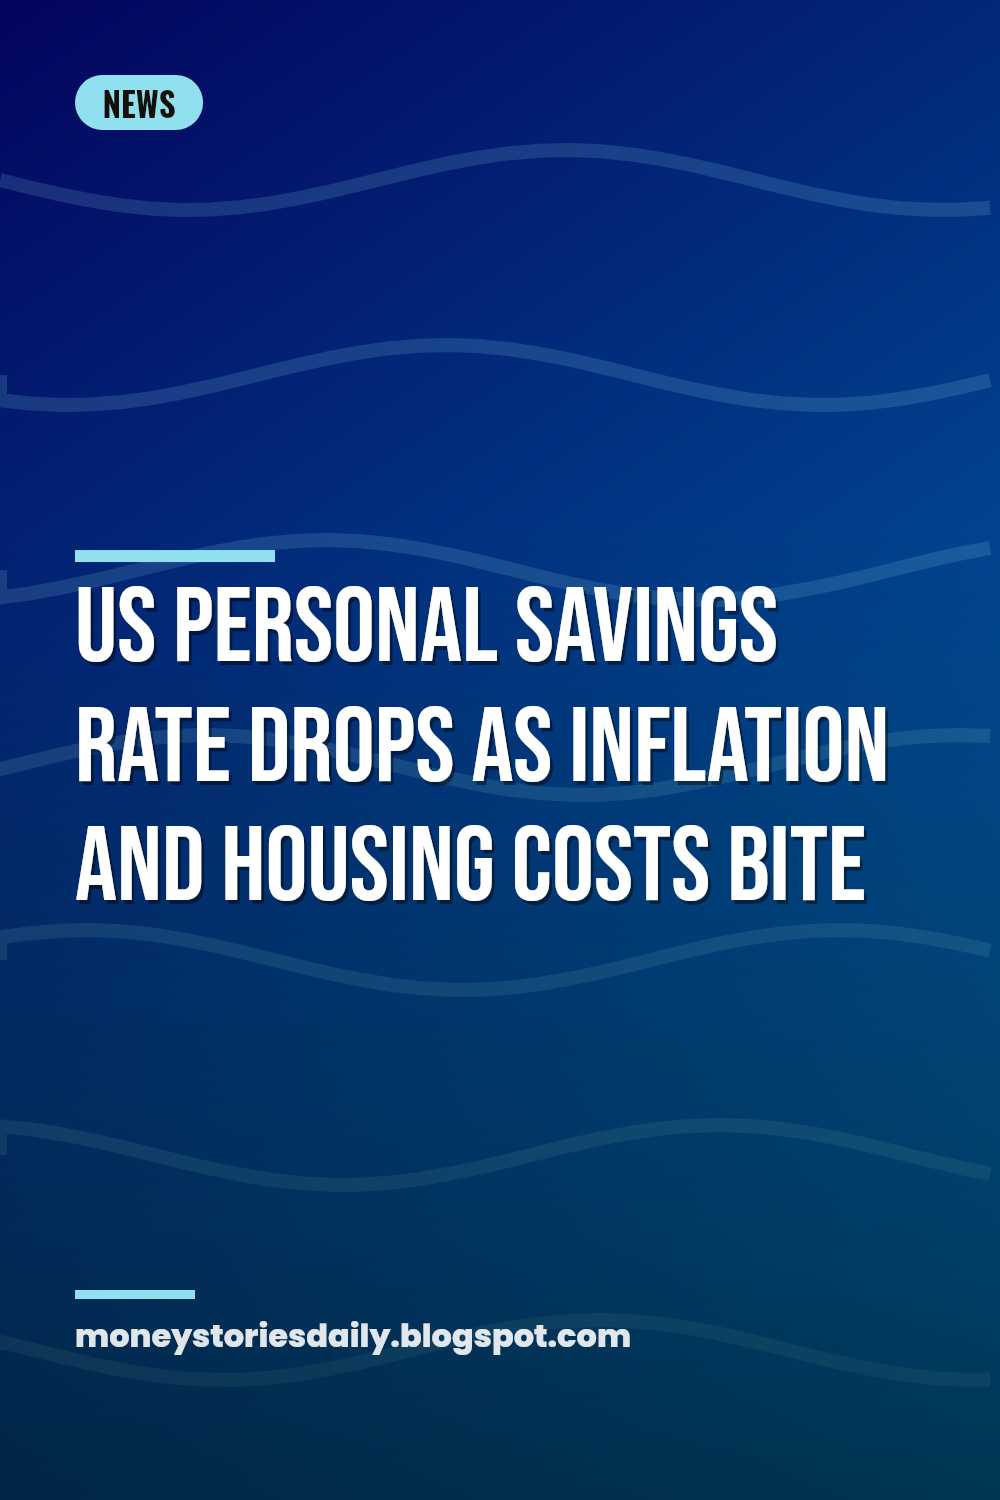 NEWS
US PERSONAL SAVINGS
RATE DROPS AS INFLATION
AND HOUSING COSTS BITE
moneystoriesdaily.blogspot.com